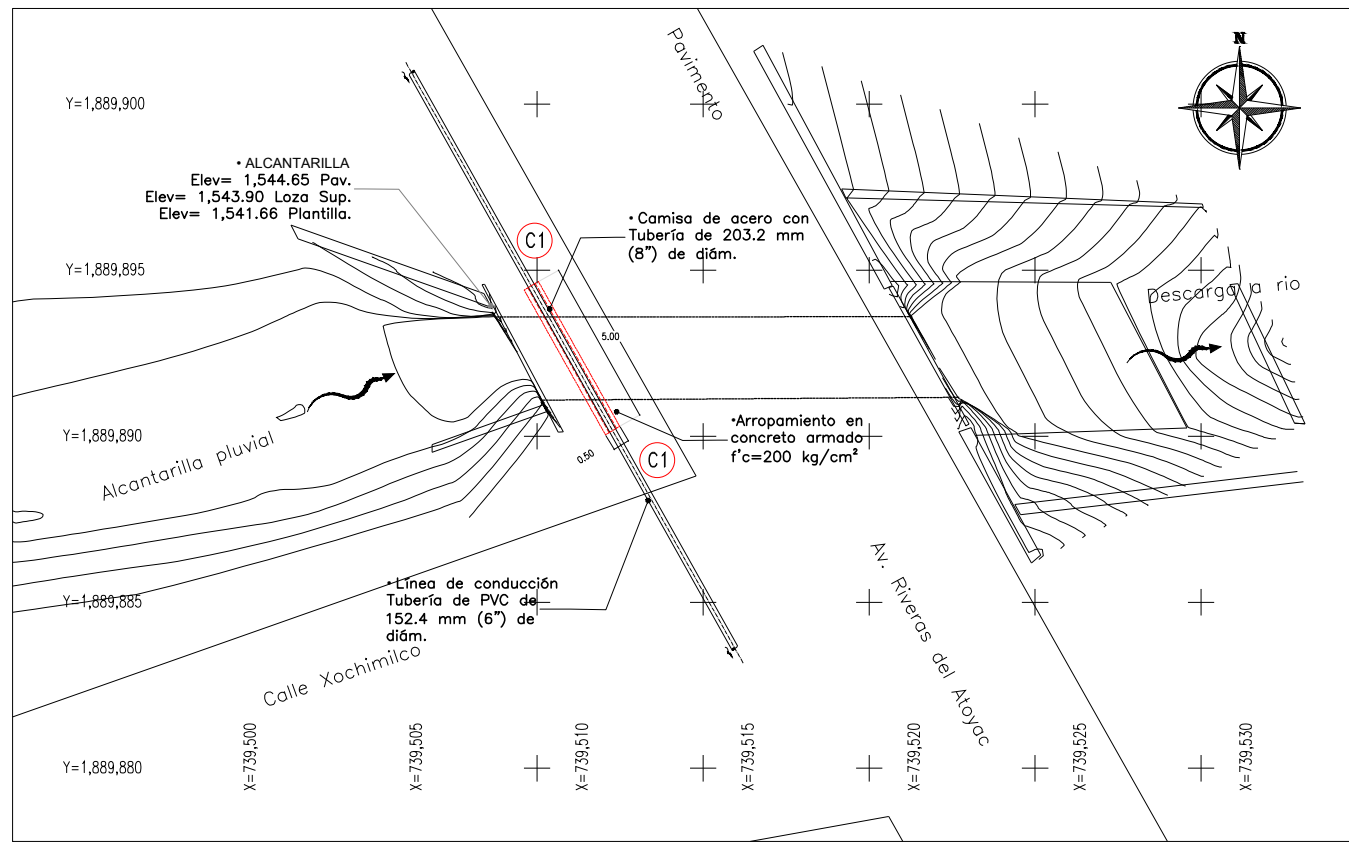 N
Pavimento
Y=1,889,900
• ALCANTARILLA
Elev= 1,544.65 Pav.
Elev= 1,543.90 Loza Sup.
Elev= 1,541.66 Plantilla.
• Camisa de acero con
Tubería de 203.2 mm
(8") de diám.
C1
Y=1,889,895
Descarga a rio
5.00
Y=1,889,890
•Arropamiento en
concreto armado
f'c=200 kg/cm²
Alcantarilla pluvial
0.50
C1
Y=1,889,885
•Línea de conducción
Tubería de PVC de
152.4 mm (6") de
diám.
Av. Riveras del Atoyac
Calle Xochimilco
Y=1,889,880
X=739,500
X=739,505
X=739,510
X=739,515
X=739,520
X=739,525
X=739,530